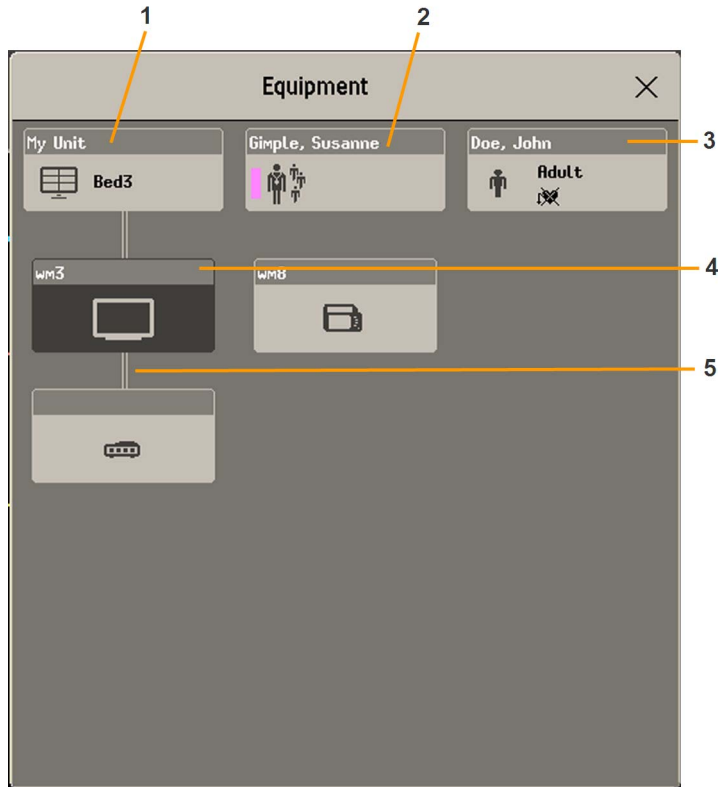 1
2
Equipment
My Unit
Gimple, Susanne
Doe, John
3
Bed3
Adult
wm3
wm8
4
5